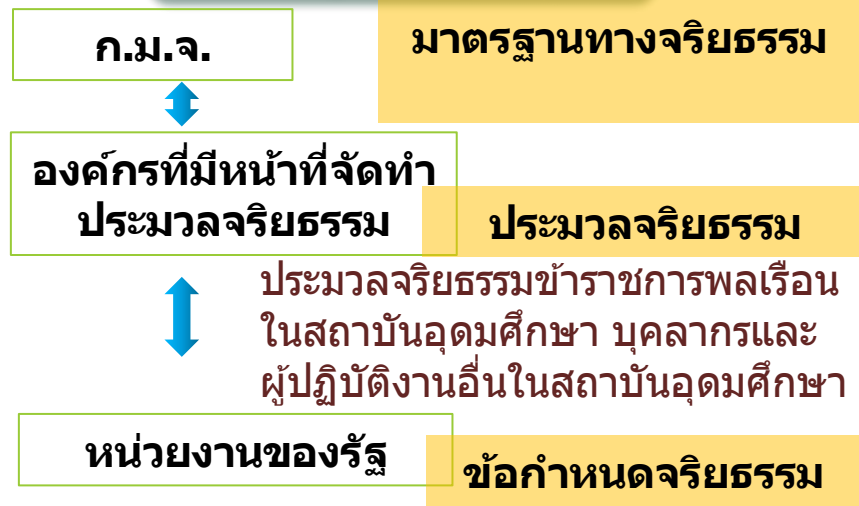 ก.ม.จ.
มาตรฐานทางจริยธรรม
องค์กรที่มีหน้าที่จัดทำ
ประมวลจริยธรรม
ประมวลจริยธรรม
ประมวลจริยธรรมข้าราชการพลเรือน
ในสถาบันอุดมศึกษา บุคลากรและ
ผู้ปฏิบัติงานอื่นในสถาบันอุดมศึกษา
หน่วยงานของรัฐ
ข้อกำหนดจริยธรรม